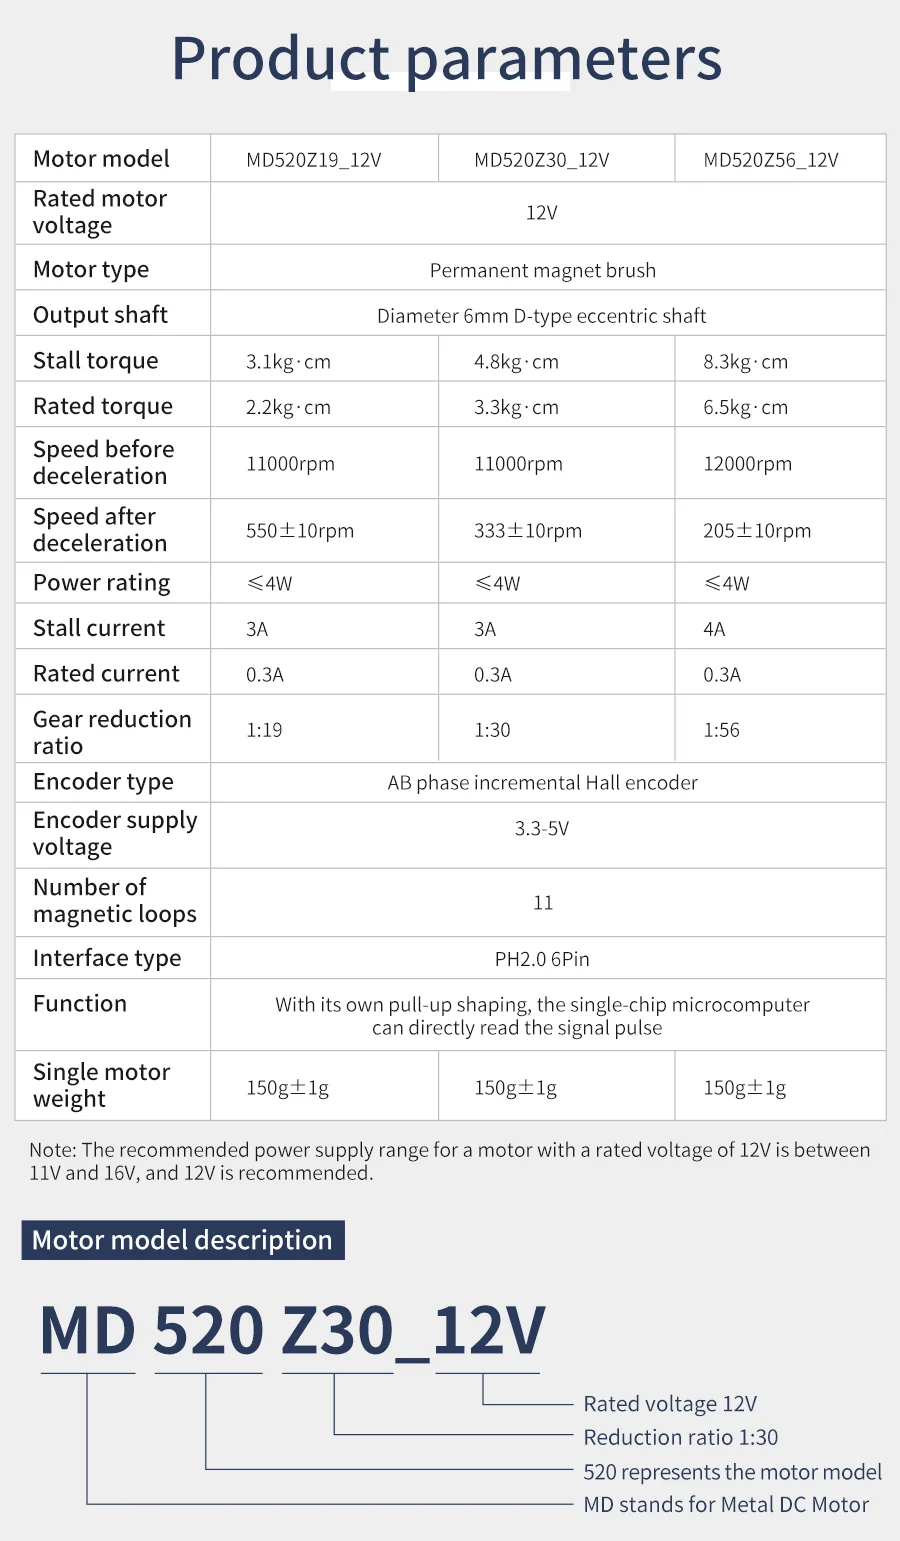 Product parameters
Motor model MD520Z19_12V MD520Z30_12V MD520Z56_12V
Rated motor
voltage
12V
Motor type Permanent magnet brush
Output shaft Diameter 6mm D-type eccentric shaft
Stall torque 3.1kg·cm 4.8kg·cm 8.3kg·cm
Rated torque 2.2kg·cm 3.3kg·cm 6.5kg·cm
Speed before
deceleration
11000rpm 11000rpm 12000rpm
Speed after
deceleration
550±10rpm 333±10rpm 205±10rpm
Power rating ≤4W ≤4W ≤4W
Stall current 3A 3A 4A
Rated current 0.3A 0.3A 0.3A
Gear reduction
ratio
1:19 1:30 1:56
Encoder type AB phase incremental Hall encoder
Encoder supply
voltage
3.3-5V
Number of
magnetic loops
11
Interface type PH2.0 6Pin
Function With its own pull-up shaping, the single-chip microcomputer
can directly read the signal pulse
Single motor
weight
150g±1g 150g±1g 150g±1g
Note: The recommended power supply range for a motor with a rated voltage of 12V is between
11V and 16V, and 12V is recommended.
Motor model description
MD 520 Z30_12V
Rated voltage 12V
Reduction ratio 1:30
520 represents the motor model
MD stands for Metal DC Motor